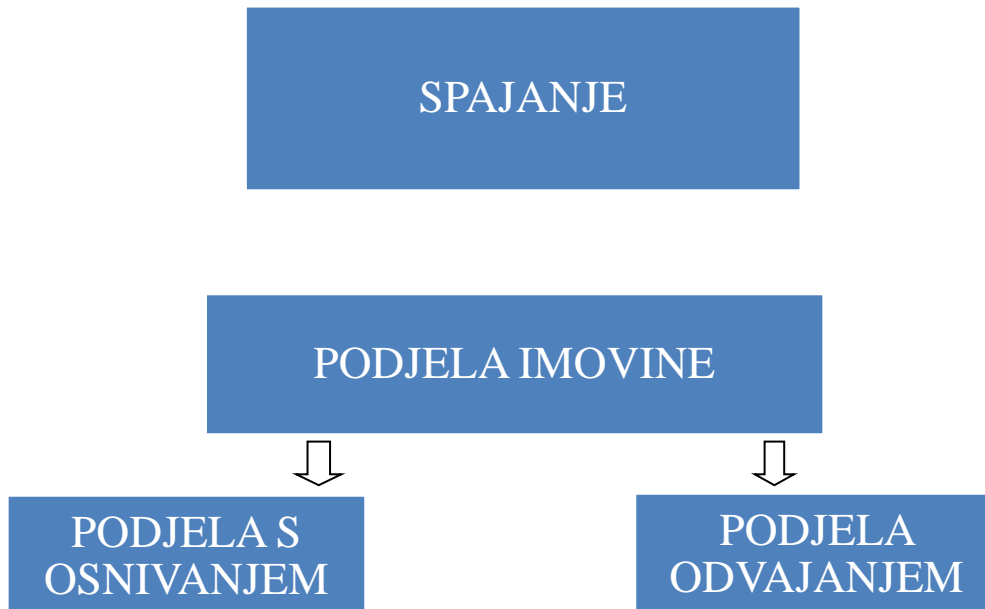 SPAJANJE
PODJELA IMOVINE
PODJELA S
OSNIVANJEM
PODJELA
ODVAJANJEM